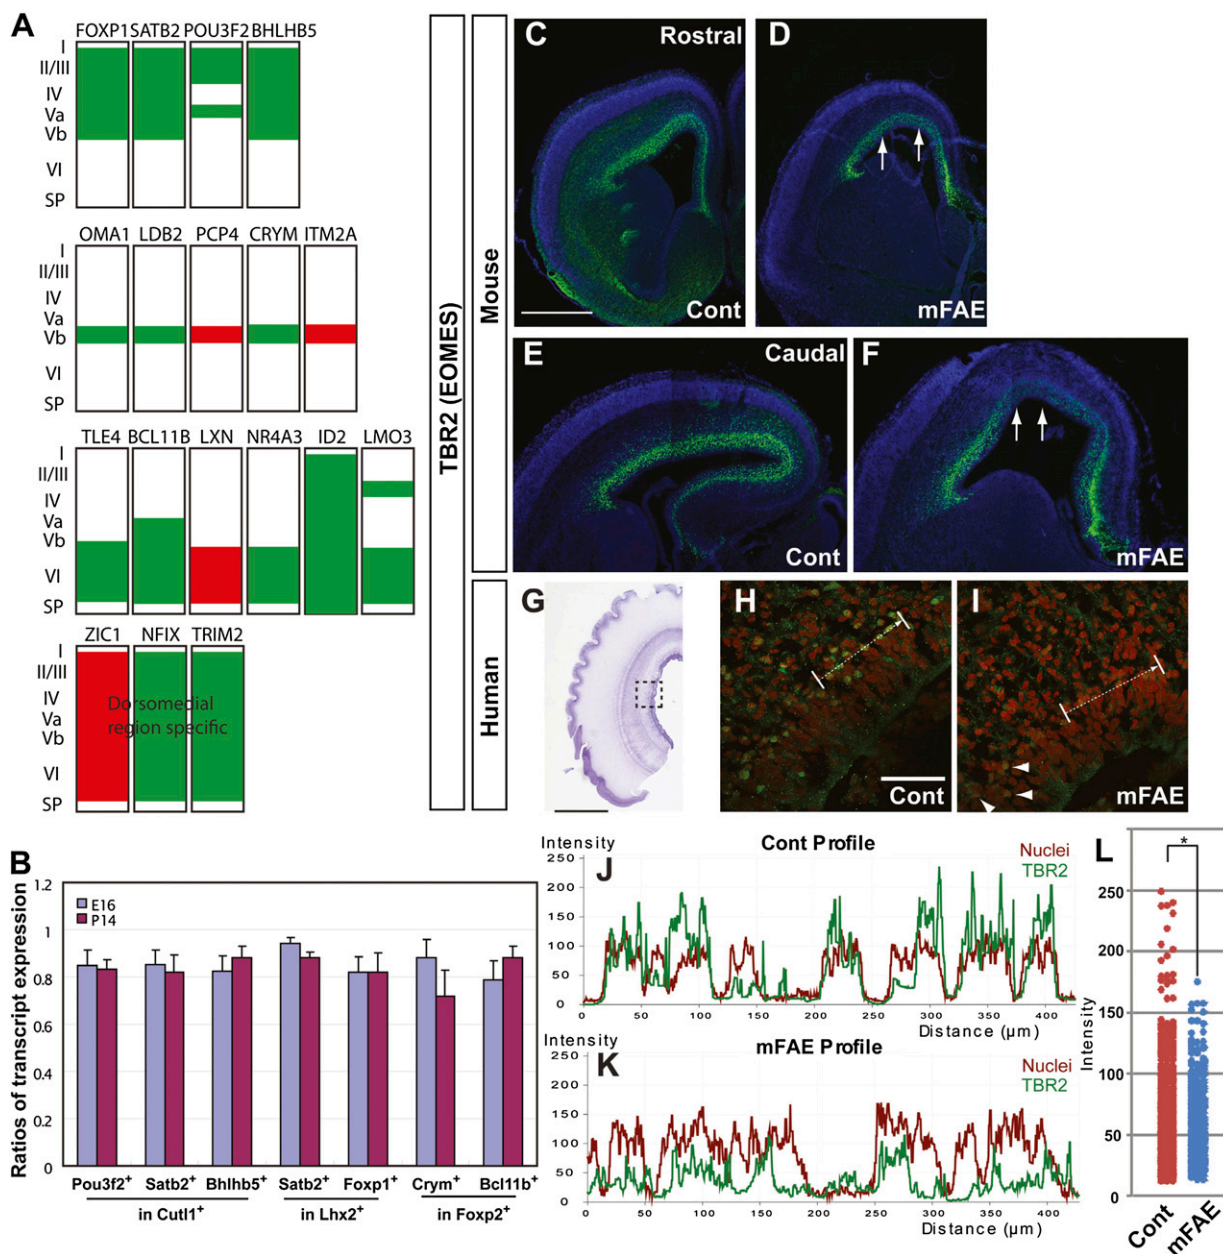 A
FOXP1 SATB2 POU3F2 BHLHB5
I
II/III
IV
Va
Vb
VI
SP
OMA1 LDB2 PCP4 CRYM ITM2A
I
II/III
IV
Va
Vb
VI
SP
TLE4 BCL11B LXN NR4A3 ID2 LMO3
I
II/III
IV
Va
Vb
VI
SP
ZIC1 NFIX TRIM2
I
II/III
IV
Va
Vb
VI
SP
Dorsomedial
region specific
TBR2 (EOMES)
Mouse
Human
C Rostral
Cont
D
mFAE
E Caudal
Cont
F
mFAE
G
H
Cont
I
mFAE
B
Ratios of transcript expression
1.2
1
0.8
0.6
0.4
0.2
0
E16
P14
Pou3f2+ Satb2+ Bhlhb5+ Satb2+ Foxp1+ Crym+ Bcl11b+
in Cutl1+ in Lhx2+ in Foxp2+
J
Intensity
Cont Profile
Nuclei
TBR2
250
200
150
100
50
0
0 50 100 150 200 250 300 350 400
Distance (µm)
K
Intensity
mFAE Profile
Nuclei
TBR2
250
200
150
100
50
0
0 50 100 150 200 250 300 350 400
Distance (µm)
L
*
Intensity
250
200
150
100
50
0
Cont mFAE